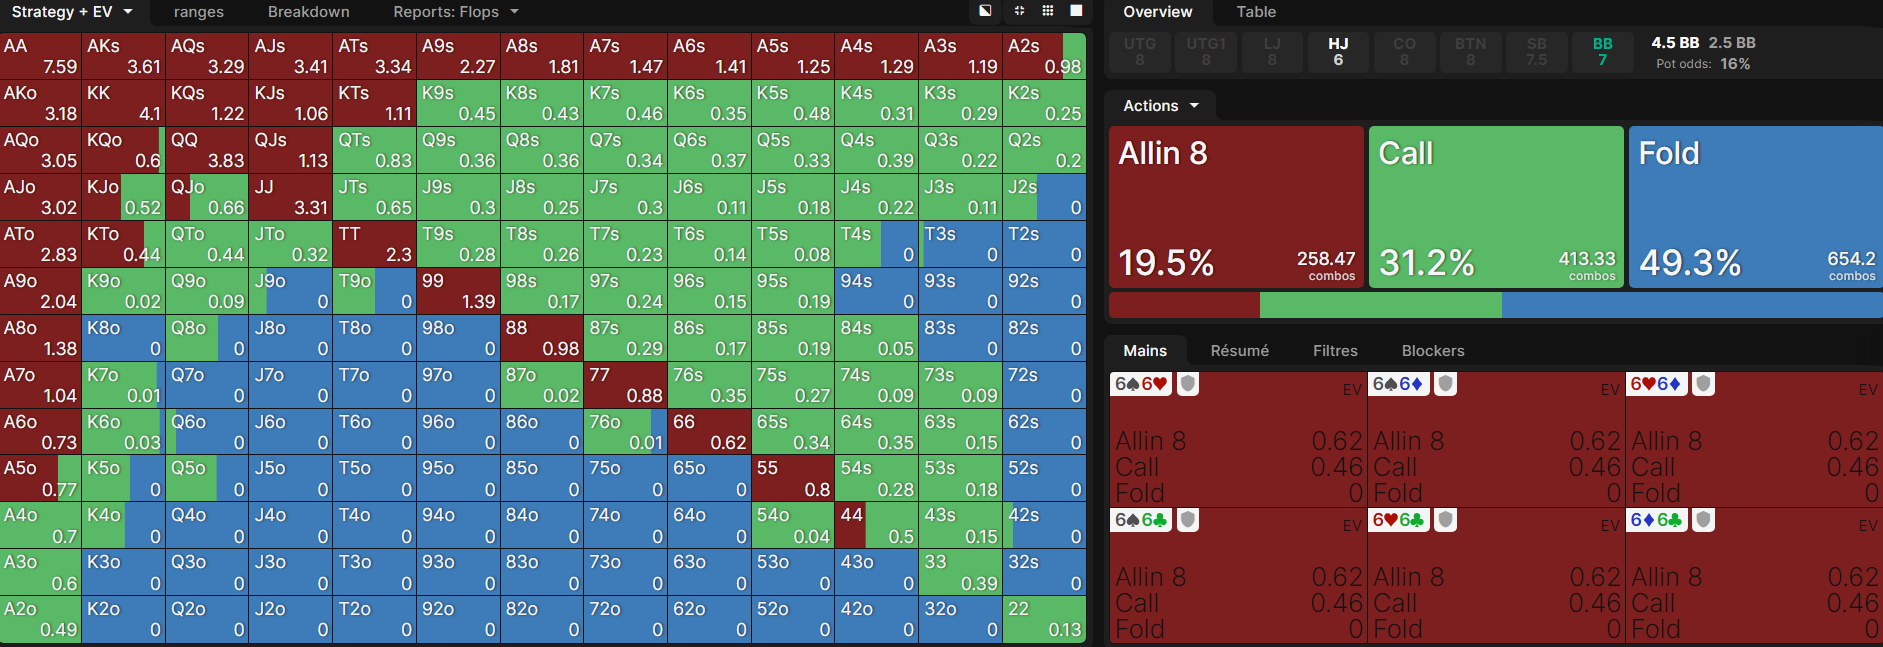 Strategy + EV ranges Breakdown Reports: Flops
AA AKs AQs AJs ATs A9s A8s A7s A6s A5s A4s A3s A2s
7.59 3.61 3.29 3.41 3.34 2.27 1.81 1.47 1.41 1.25 1.29 1.19 0.98
AKo KK KQs KJs KTs K9s K8s K7s K6s K5s K4s K3s K2s
3.18 4.1 1.22 1.06 1.11 0.45 0.43 0.46 0.35 0.48 0.31 0.29 0.25
AQo KQo QQ QJs QTs Q9s Q8s Q7s Q6s Q5s Q4s Q3s Q2s
3.05 0.6 3.83 1.13 0.83 0.36 0.36 0.34 0.37 0.33 0.39 0.22 0.2
AJo KJo QJo JJ JTs J9s J8s J7s J6s J5s J4s J3s J2s
3.02 0.52 0.66 3.31 0.65 0.3 0.25 0.3 0.11 0.18 0.22 0.11 0
ATo KTo QTo JTo TT T9s T8s T7s T6s T5s T4s T3s T2s
2.83 0.44 0.44 0.32 2.3 0.28 0.26 0.23 0.14 0.08 0 0 0
A9o K9o Q9o J9o T9o 99 98s 97s 96s 95s 94s 93s 92s
2.04 0.02 0.09 0 0 1.39 0.17 0.24 0.15 0.19 0 0 0
A8o K8o Q8o J8o T8o 98o 88 87s 86s 85s 84s 83s 82s
1.38 0 0 0 0 0 0.98 0.29 0.17 0.19 0.05 0 0
A7o K7o Q7o J7o T7o 97o 87o 77 76s 75s 74s 73s 72s
1.04 0.01 0 0 0 0 0.02 0.88 0.35 0.27 0.09 0.09 0
A6o K6o Q6o J6o T6o 96o 86o 76o 66 65s 64s 63s 62s
0.73 0.03 0 0 0 0 0 0.01 0.62 0.34 0.35 0.15 0
A5o K5o Q5o J5o T5o 95o 85o 75o 65o 55 54s 53s 52s
0.77 0 0 0 0 0 0 0 0 0.8 0.28 0.18 0
A4o K4o Q4o J4o T4o 94o 84o 74o 64o 54o 44 43s 42s
0.7 0 0 0 0 0 0 0 0 0.04 0.5 0.15 0
A3o K3o Q3o J3o T3o 93o 83o 73o 63o 53o 43o 33 32s
0.6 0 0 0 0 0 0 0 0 0 0 0.39 0
A2o K2o Q2o J2o T2o 92o 82o 72o 62o 52o 42o 32o 22
0.49 0 0 0 0 0 0 0 0 0 0 0 0.13
Overview Table
UTG UTG1 LJ HJ CO BTN SB BB
8 8 8 6 8 8 7.5 7
4.5 BB 2.5 BB
Pot odds: 16%
Actions
Allin 8 Call Fold
19.5% 258.47 combos 31.2% 413.33 combos 49.3% 654.2 combos
Mains Résumé Filtres Blockers
6♠6♥ EV 6♠6♦ EV 6♥6♦ EV
Allin 8 0.62 Allin 8 0.62 Allin 8 0.62
Call 0.46 Call 0.46 Call 0.46
Fold 0 Fold 0 Fold 0
6♠6♣ EV 6♥6♣ EV 6♦6♣ EV
Allin 8 0.62 Allin 8 0.62 Allin 8 0.62
Call 0.46 Call 0.46 Call 0.46
Fold 0 Fold 0 Fold 0